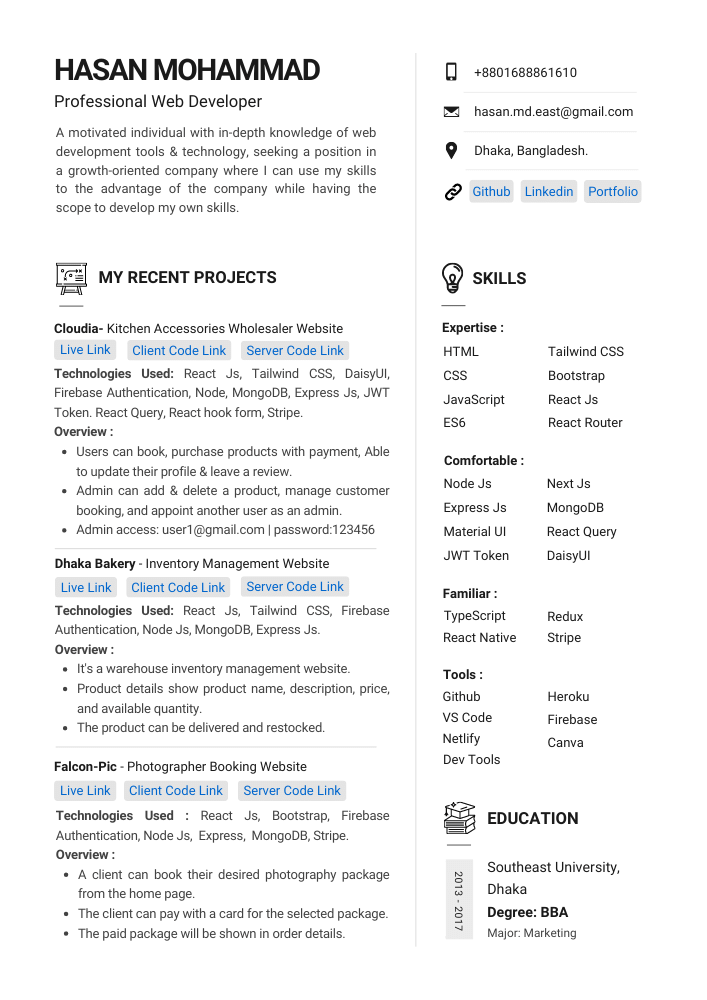 HASAN MOHAMMAD
Professional Web Developer
A motivated individual with in-depth knowledge of web
development tools & technology, seeking a position in
a growth-oriented company where I can use my skills
to the advantage of the company while having the
scope to develop my own skills.
+8801688861610
hasan.md.east@gmail.com
Dhaka, Bangladesh.
Github Linkedin Portfolio
MY RECENT PROJECTS
Cloudia- Kitchen Accessories Wholesaler Website
Live Link Client Code Link Server Code Link
Technologies Used: React Js, Tailwind CSS, DaisyUI,
Firebase Authentication, Node, MongoDB, Express Js, JWT
Token. React Query, React hook form, Stripe.
Overview :
• Users can book, purchase products with payment, Able
to update their profile & leave a review.
• Admin can add & delete a product, manage customer
booking, and appoint another user as an admin.
• Admin access: user1@gmail.com | password:123456
Dhaka Bakery - Inventory Management Website
Live Link Client Code Link Server Code Link
Technologies Used: React Js, Tailwind CSS, Firebase
Authentication, Node Js, MongoDB, Express Js.
Overview :
• It's a warehouse inventory management website.
• Product details show product name, description, price,
and available quantity.
• The product can be delivered and restocked.
Falcon-Pic - Photographer Booking Website
Live Link Client Code Link Server Code Link
Technologies Used : React Js, Bootstrap, Firebase
Authentication, Node Js, Express, MongoDB, Stripe.
Overview :
• A client can book their desired photography package
from the home page.
• The client can pay with a card for the selected package.
• The paid package will be shown in order details.
SKILLS
Expertise :
HTML Tailwind CSS
CSS Bootstrap
JavaScript React Js
ES6 React Router
Comfortable :
Node Js Next Js
Express Js MongoDB
Material UI React Query
JWT Token DaisyUI
Familiar :
TypeScript Redux
React Native Stripe
Tools :
Github Heroku
VS Code Firebase
Netlify Canva
Dev Tools
EDUCATION
2013 - 2017
Southeast University,
Dhaka
Degree: BBA
Major: Marketing